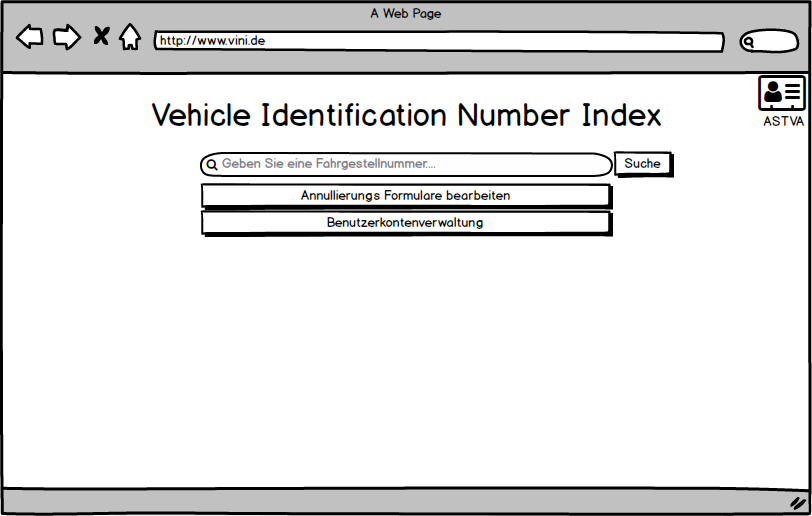 A Web Page
http://www.vini.de
ASTVA
Vehicle Identification Number Index
Geben Sie eine Fahrgestellnummer....
Suche
Annullierungs Formulare bearbeiten
Benutzerkontenverwaltung